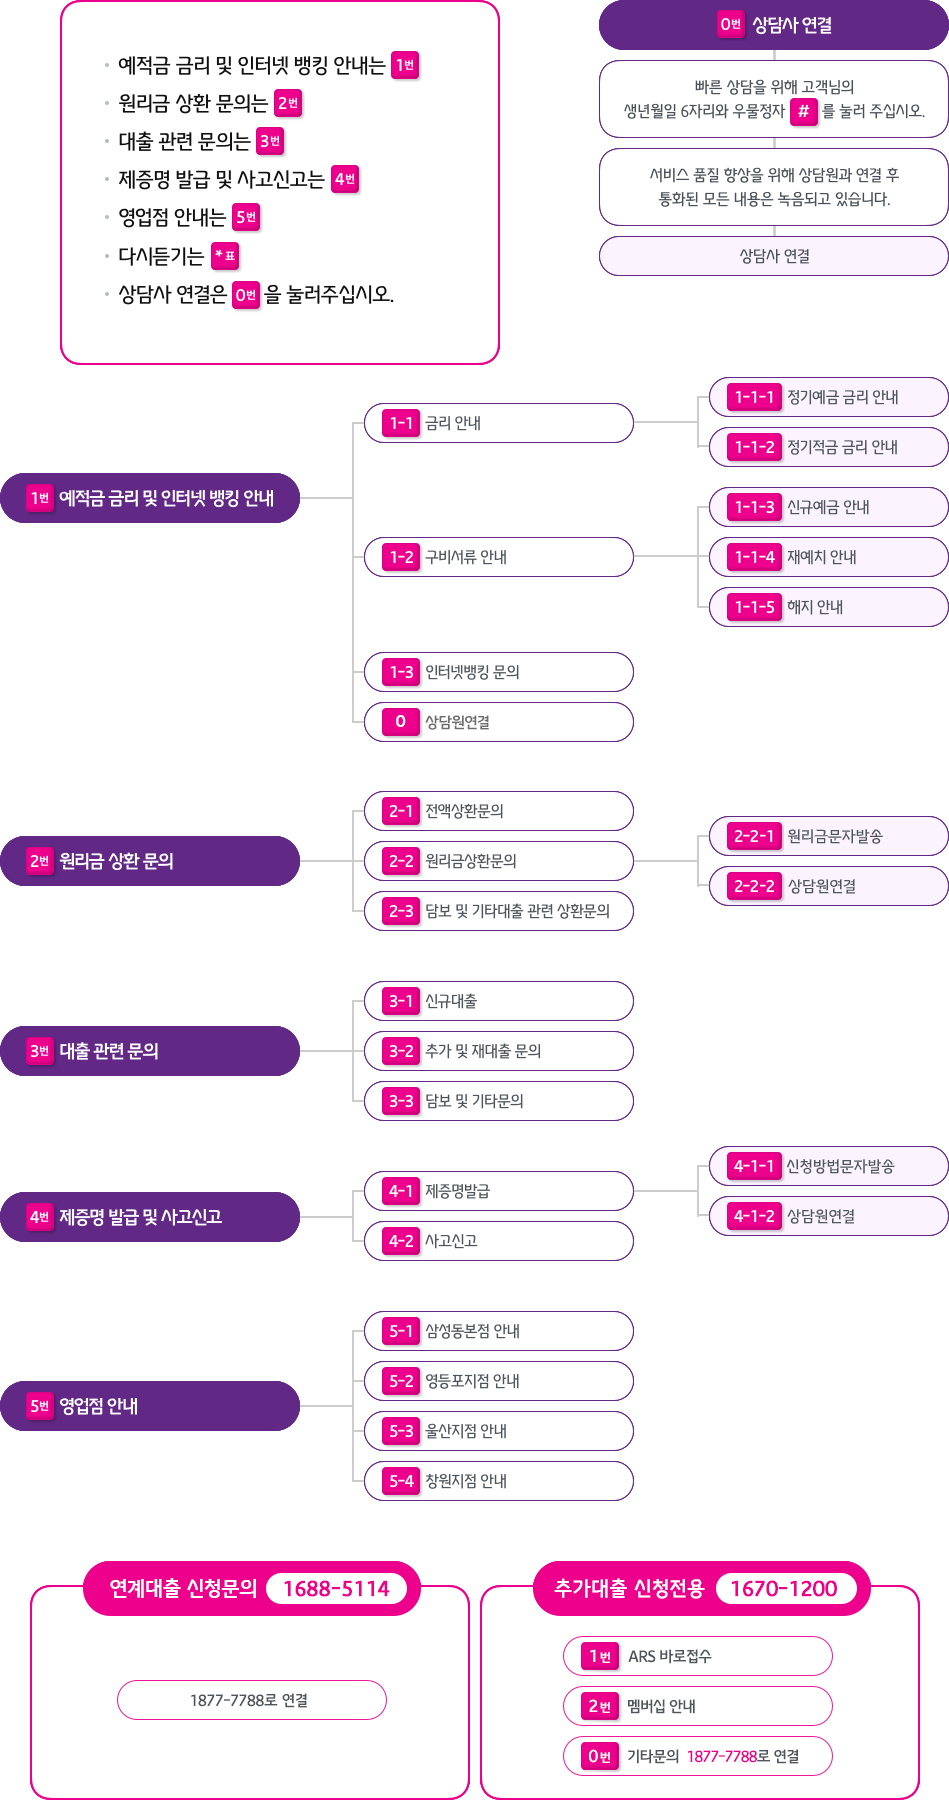 예적금 금리 및 인터넷 뱅킹 안내는 1번
원리금 상환 문의는 2번
대출 관련 문의는 3번
제증명 발급 및 사고신고는 4번
영업점 안내는 5번
다시듣기는 *표
상담사 연결은 0번 을 눌러주십시오.
0번 상담사 연결
빠른 상담을 위해 고객님의
생년월일 6자리와 우물정자 # 를 눌러 주십시오.
서비스 품질 향상을 위해 상담원과 연결 후
통화된 모든 내용은 녹음되고 있습니다.
상담사 연결
1번 예적금 금리 및 인터넷 뱅킹 안내
1-1 금리 안내
1-1-1 정기예금 금리 안내
1-1-2 정기적금 금리 안내
1-2 구비서류 안내
1-1-3 신규예금 안내
1-1-4 재예치 안내
1-1-5 해지 안내
1-3 인터넷뱅킹 문의
0 상담원연결
2번 원리금 상환 문의
2-1 전액상환문의
2-2 원리금상환문의
2-2-1 원리금문자발송
2-2-2 상담원연결
2-3 담보 및 기타대출 관련 상환문의
3번 대출 관련 문의
3-1 신규대출
3-2 추가 및 재대출 문의
3-3 담보 및 기타문의
4번 제증명 발급 및 사고신고
4-1 제증명발급
4-1-1 신청방법문자발송
4-1-2 상담원연결
4-2 사고신고
5번 영업점 안내
5-1 삼성동본점 안내
5-2 영등포지점 안내
5-3 울산지점 안내
5-4 창원지점 안내
연계대출 신청문의 1688-5114
1877-7788로 연결
추가대출 신청전용 1670-1200
1번 ARS 바로접수
2번 멤버십 안내
0번 기타문의 1877-7788로 연결